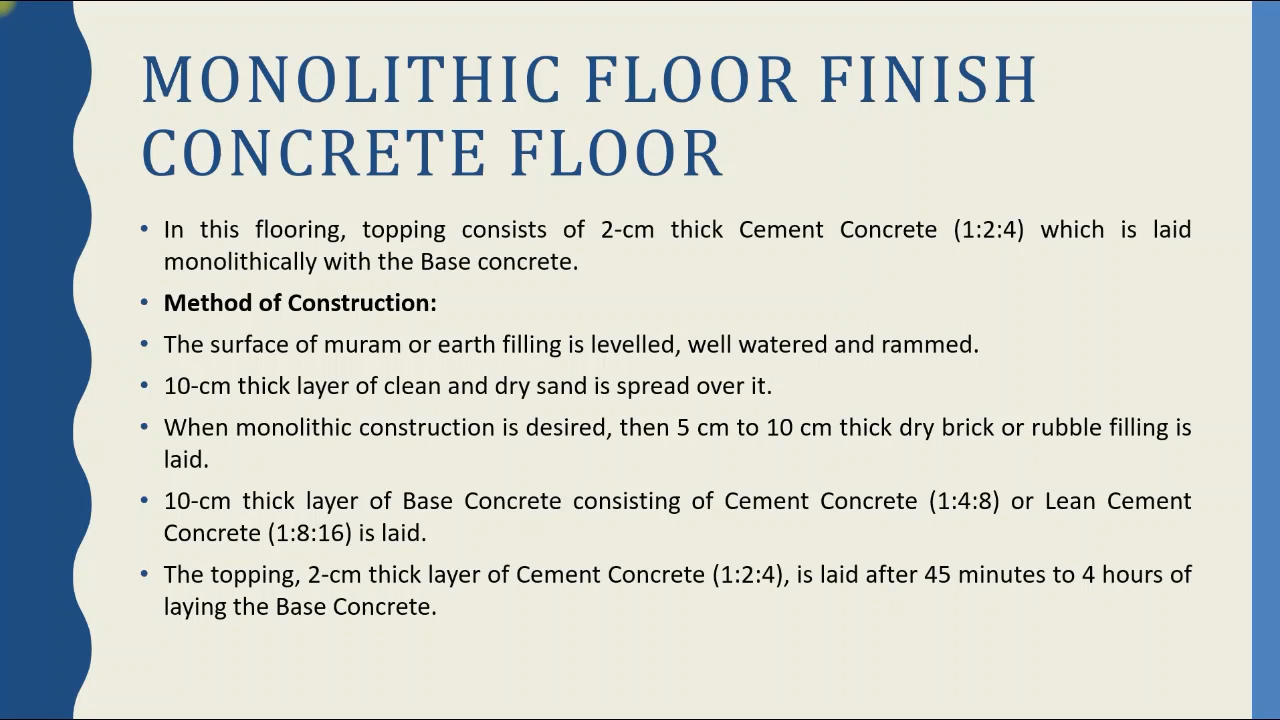 MONOLITHIC FLOOR FINISH
CONCRETE FLOOR
• In this flooring, topping consists of 2-cm thick Cement Concrete (1:2:4) which is laid
monolithically with the Base concrete.
• Method of Construction:
• The surface of muram or earth filling is levelled, well watered and rammed.
• 10-cm thick layer of clean and dry sand is spread over it.
• When monolithic construction is desired, then 5 cm to 10 cm thick dry brick or rubble filling is
laid.
• 10-cm thick layer of Base Concrete consisting of Cement Concrete (1:4:8) or Lean Cement
Concrete (1:8:16) is laid.
• The topping, 2-cm thick layer of Cement Concrete (1:2:4), is laid after 45 minutes to 4 hours of
laying the Base Concrete.